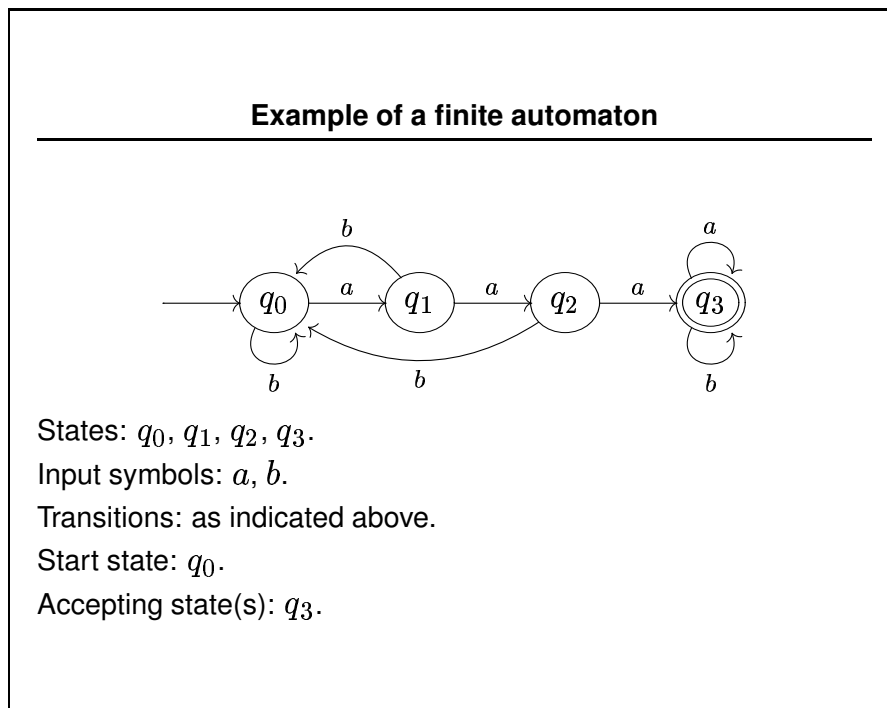 Example of a finite automaton
b
a
q₀ a q₁ a q₂ a q₃
b
b
b
States: q₀, q₁, q₂, q₃.
Input symbols: a, b.
Transitions: as indicated above.
Start state: q₀.
Accepting state(s): q₃.